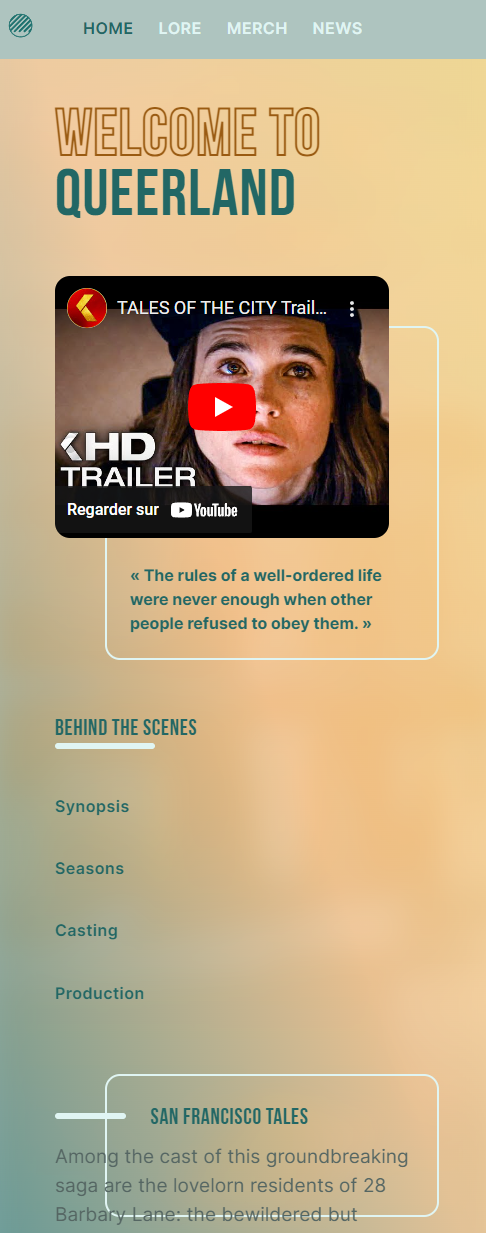 HOME LORE MERCH NEWS
WELCOME TO
QUEERLAND
TALES OF THE CITY Trail...
KHD
TRAILER
Regarder sur YouTube
« The rules of a well-ordered life
were never enough when other
people refused to obey them. »
BEHIND THE SCENES
Synopsis
Seasons
Casting
Production
SAN FRANCISCO TALES
Among the cast of this groundbreaking
saga are the lovelorn residents of 28
Barbary Lane: the bewildered but